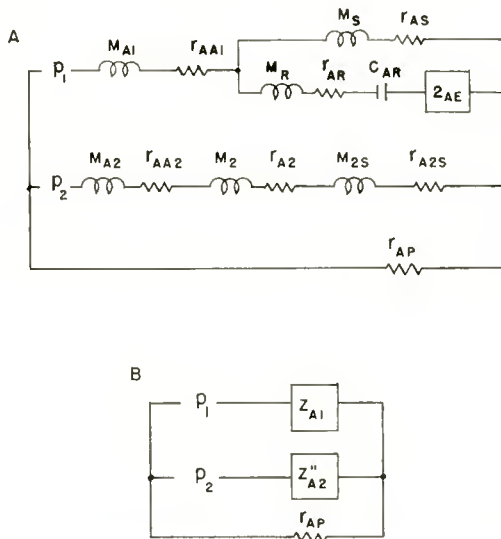 A
M_A1 r_AA1 M_S r_AS
p_1 M_R r_AR C_AR 2_AE
p_2 M_A2 r_AA2 M_2 r_A2 M_2S r_A2S
r_AP
B
p_1 Z_A1
p_2 Z"_A2
r_AP